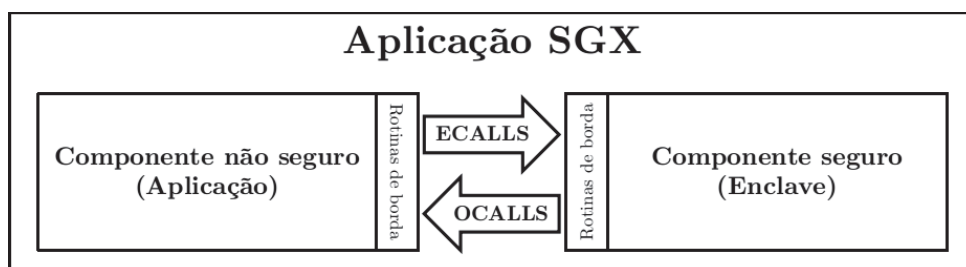 Aplicação SGX
Componente não seguro
(Aplicação)
Rotinas de borda
ECALLS
OCALLS
Rotinas de borda
Componente seguro
(Enclave)